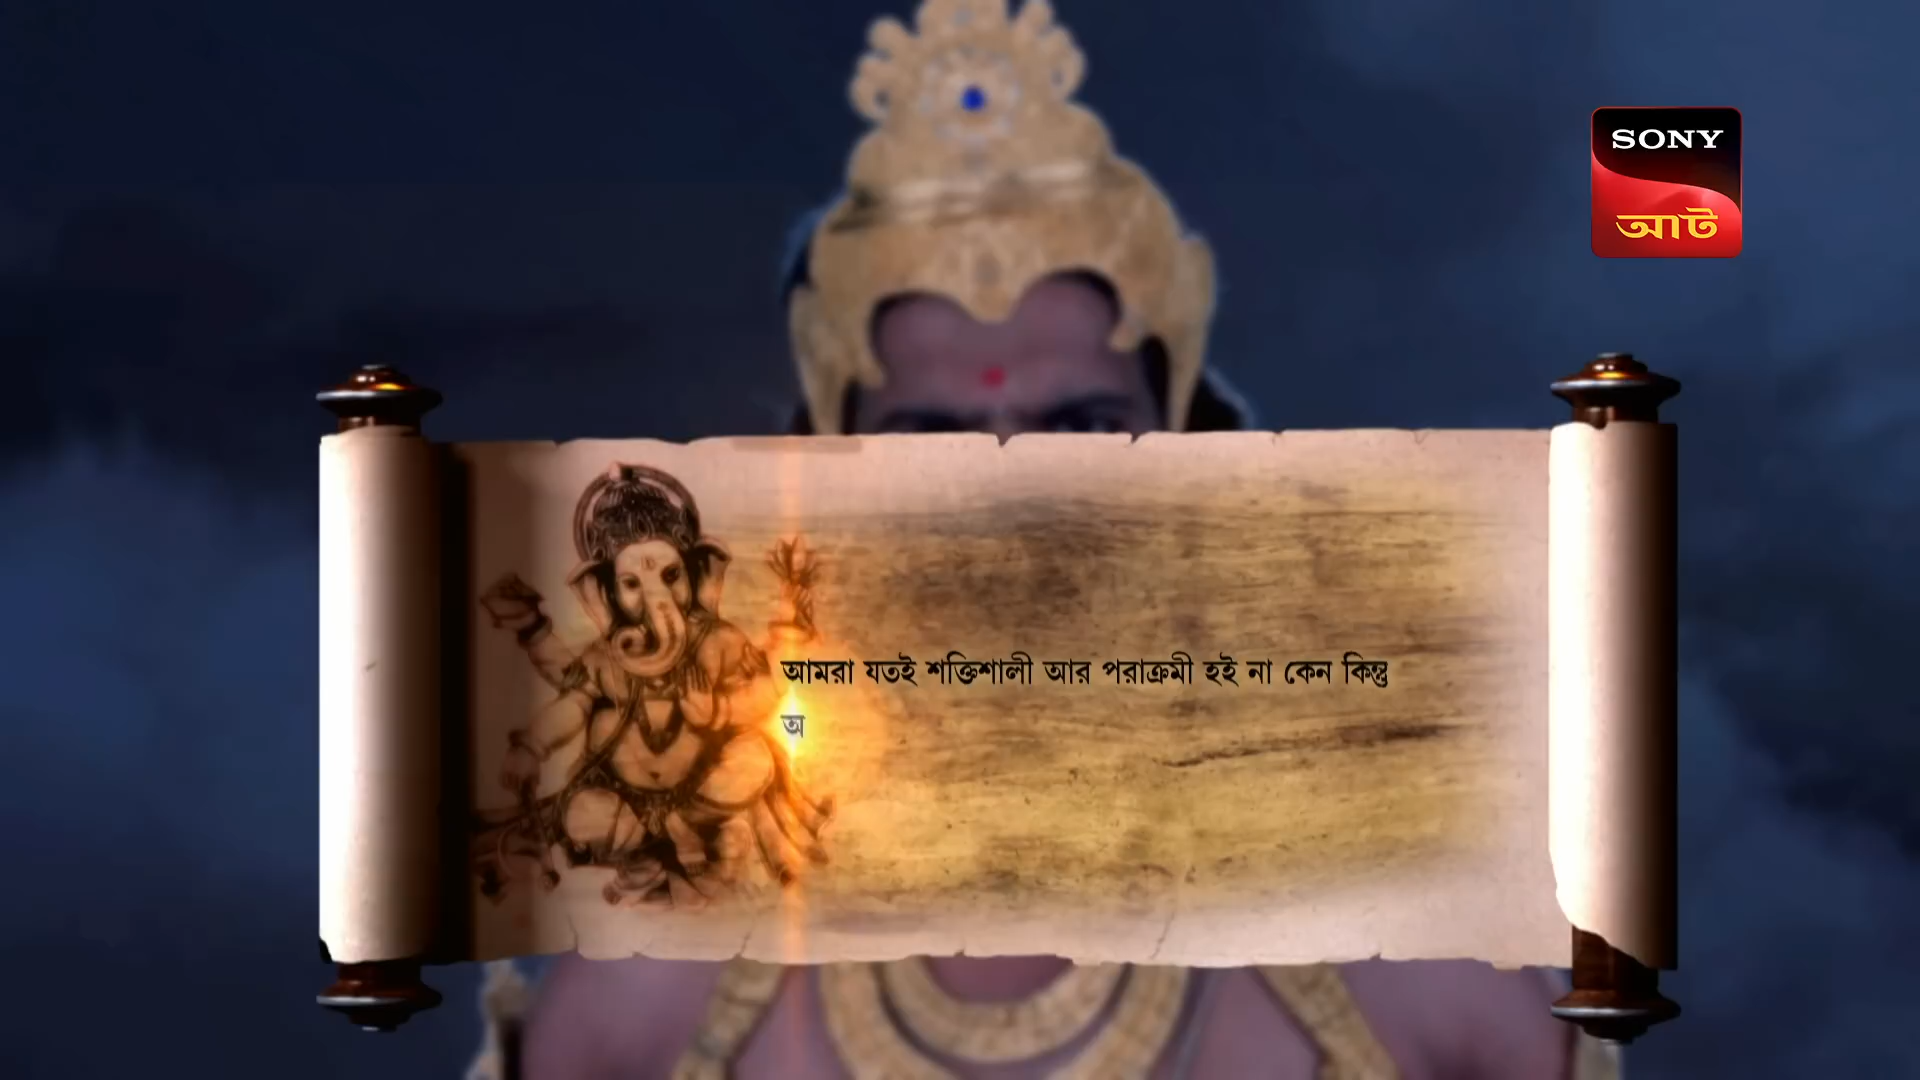 SONY
আট
আমরা যতই শক্তিশালী আর পরাক্রমী হই না কেন কিন্তু
অ